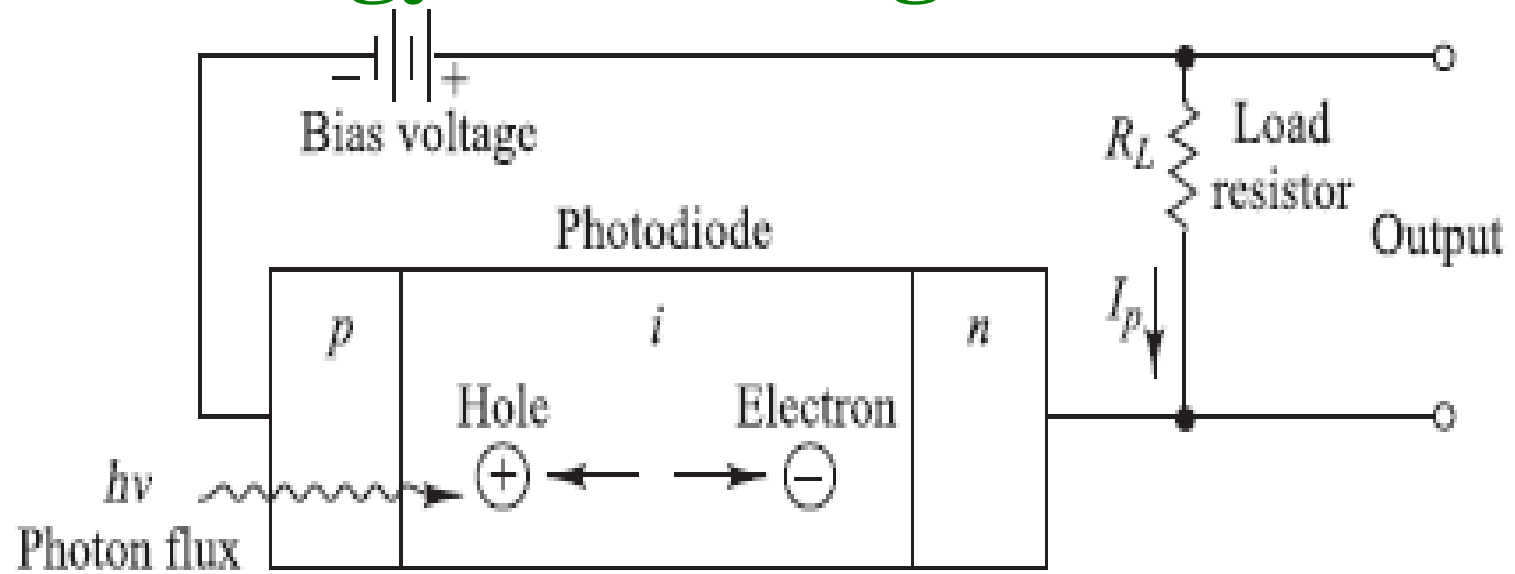 − +
Bias voltage
R_L Load
resistor
Photodiode
Output
p i n
I_p
Hole Electron
+ −
hν
Photon flux